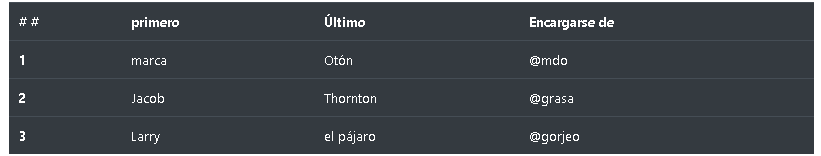 # # primero Último Encargarse de
1 marca Otón @mdo
2 Jacob Thornton @grasa
3 Larry el pájaro @gorjeo